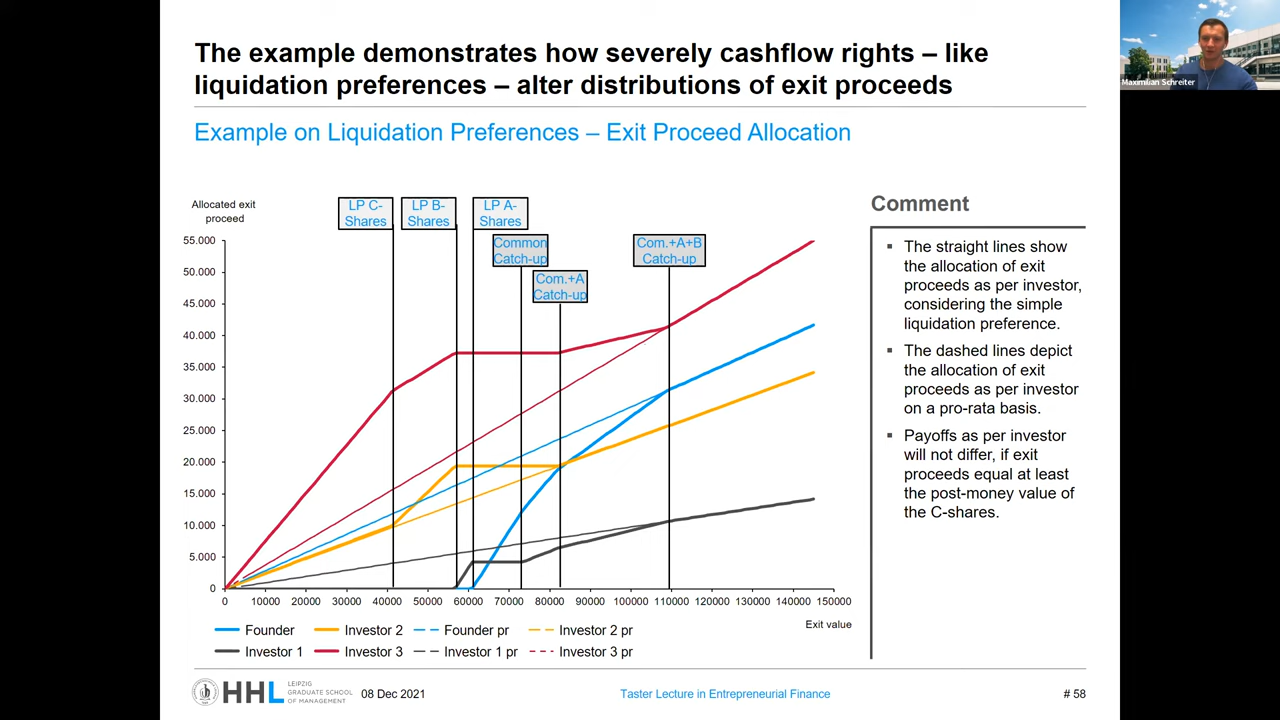 The example demonstrates how severely cashflow rights – like
liquidation preferences – alter distributions of exit proceeds
Maximilian Schreiter
Example on Liquidation Preferences – Exit Proceed Allocation
Allocated exit
proceed
LP C-
Shares
LP B-
Shares
LP A-
Shares
Common
Catch-up
Com.+A
Catch-up
Com.+A+B
Catch-up
55.000
50.000
45.000
40.000
35.000
30.000
25.000
20.000
15.000
10.000
5.000
0
0 10000 20000 30000 40000 50000 60000 70000 80000 90000 100000 110000 120000 130000 140000 150000
Exit value
Founder Investor 2 Founder pr Investor 2 pr
Investor 1 Investor 3 Investor 1 pr Investor 3 pr
Comment
The straight lines show
the allocation of exit
proceeds as per investor,
considering the simple
liquidation preference.
The dashed lines depict
the allocation of exit
proceeds as per investor
on a pro-rata basis.
Payoffs as per investor
will not differ, if exit
proceeds equal at least
the post-money value of
the C-shares.
HHL
LEIPZIG
GRADUATE SCHOOL
OF MANAGEMENT
08 Dec 2021
Taster Lecture in Entrepreneurial Finance
# 58